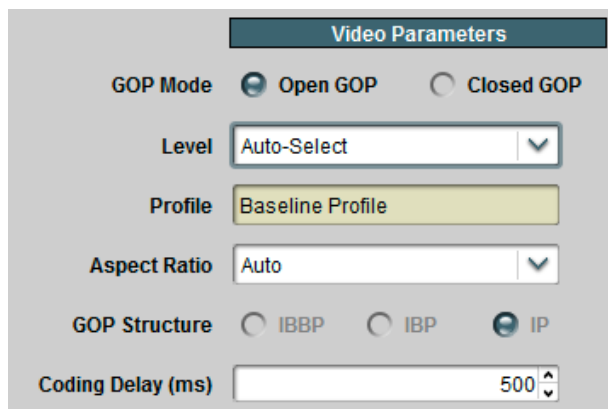 Video Parameters
GOP Mode Open GOP Closed GOP
Level Auto-Select
Profile Baseline Profile
Aspect Ratio Auto
GOP Structure IBBP IBP IP
Coding Delay (ms) 500